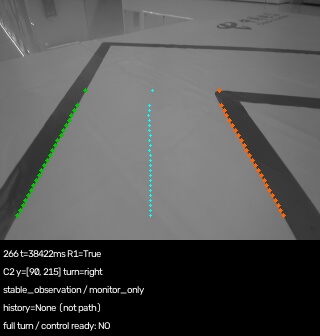 266 t=38422ms R1=True
C2 y=[90, 215] turn=right
stable_observation / monitor_only
history=None (not path)
full turn / control ready: NO